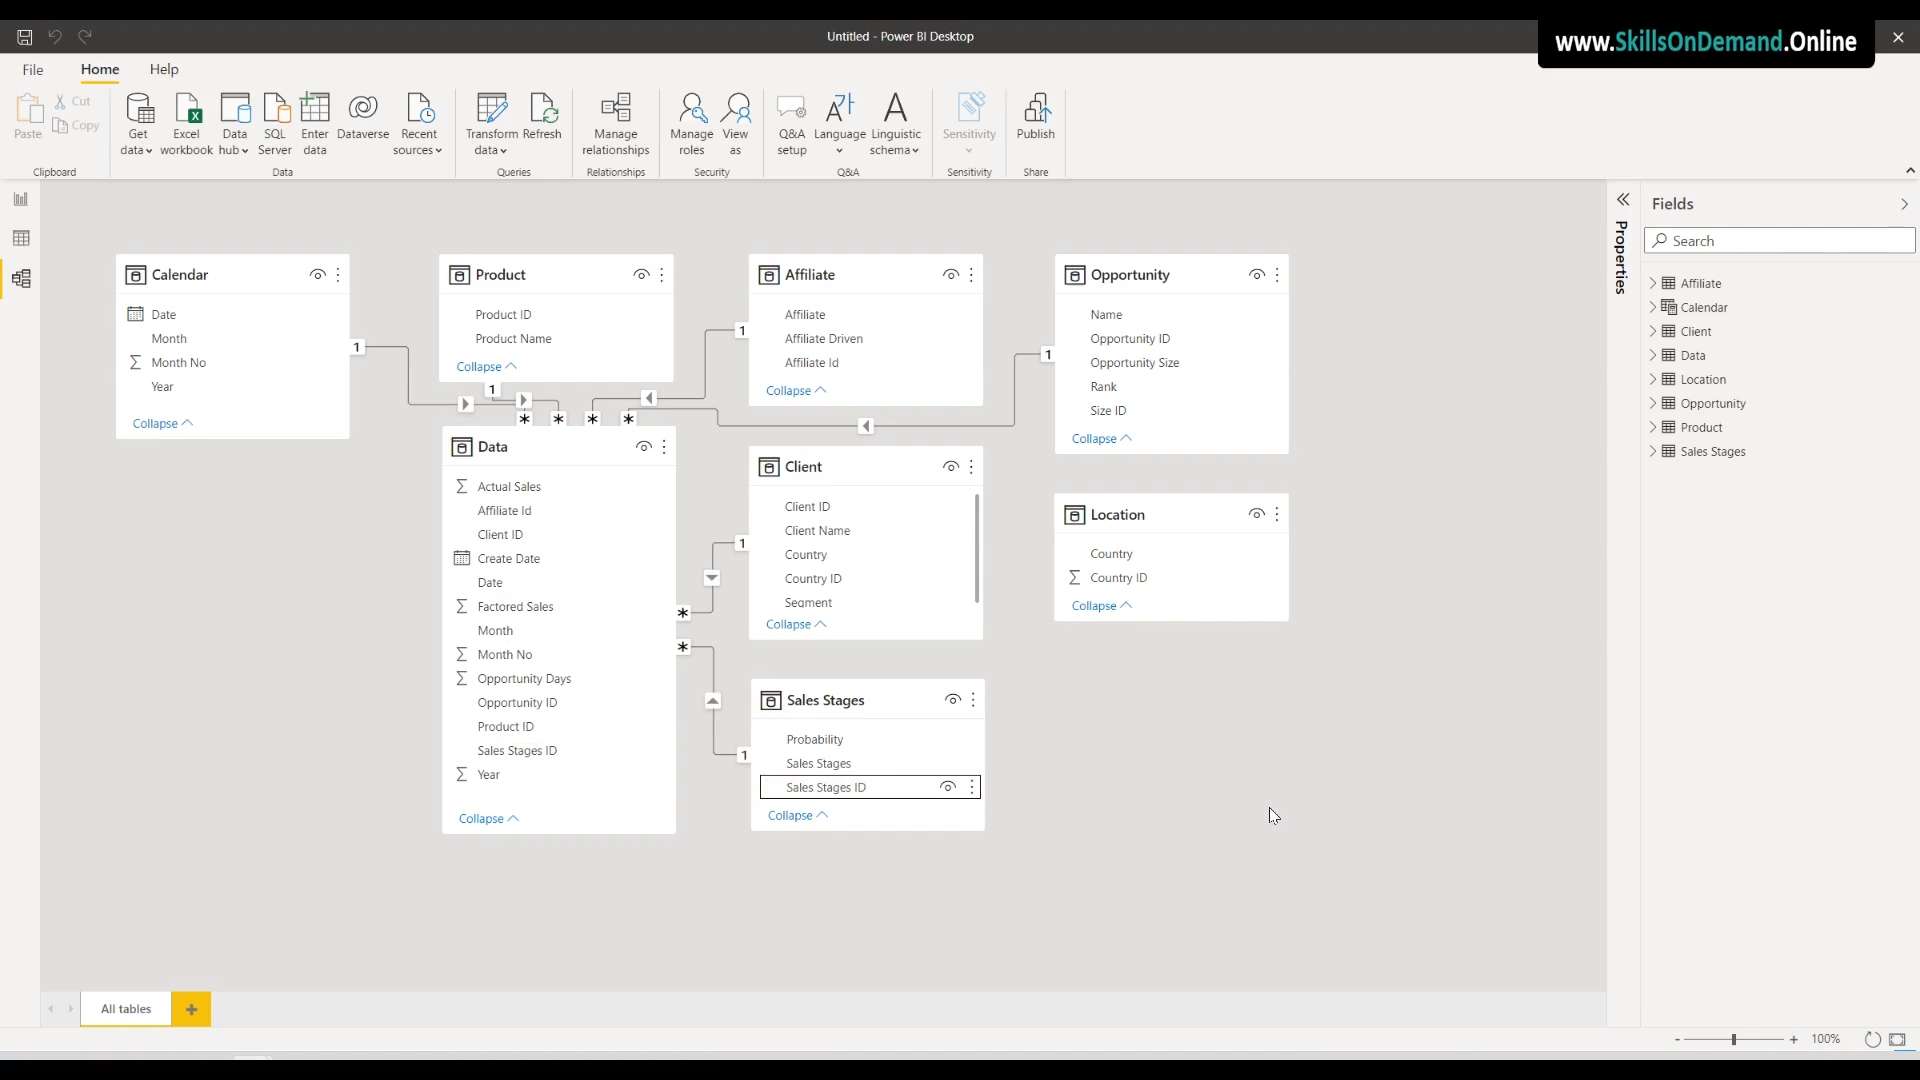 Untitled - Power BI Desktop
www.SkillsOnDemand.Online
File
Home
Help
Paste
Cut
Copy
Get data
Excel workbook
Data hub
SQL Server
Enter data
Dataverse
Recent sources
Transform data
Refresh
Manage relationships
Manage roles
View as
Q&A setup
Language
Linguistic schema
Sensitivity
Publish
Clipboard
Data
Queries
Relationships
Security
Q&A
Sensitivity
Share
Calendar
Date
Month
Month No
Year
Collapse
1
Product
Product ID
Product Name
Collapse
1
Affiliate
Affiliate
Affiliate Driven
Affiliate Id
Collapse
1
Opportunity
Name
Opportunity ID
Opportunity Size
Rank
Size ID
Collapse
1
* * * *
Data
Actual Sales
Affiliate Id
Client ID
Create Date
Date
Factored Sales
Month
Month No
Opportunity Days
Opportunity ID
Product ID
Sales Stages ID
Year
Collapse
*
*
Client
Client ID
Client Name
Country
Country ID
Segment
Collapse
1
Location
Country
Country ID
Collapse
Sales Stages
Probability
Sales Stages
Sales Stages ID
Collapse
1
Properties
Fields
Search
Affiliate
Calendar
Client
Data
Location
Opportunity
Product
Sales Stages
All tables
100%